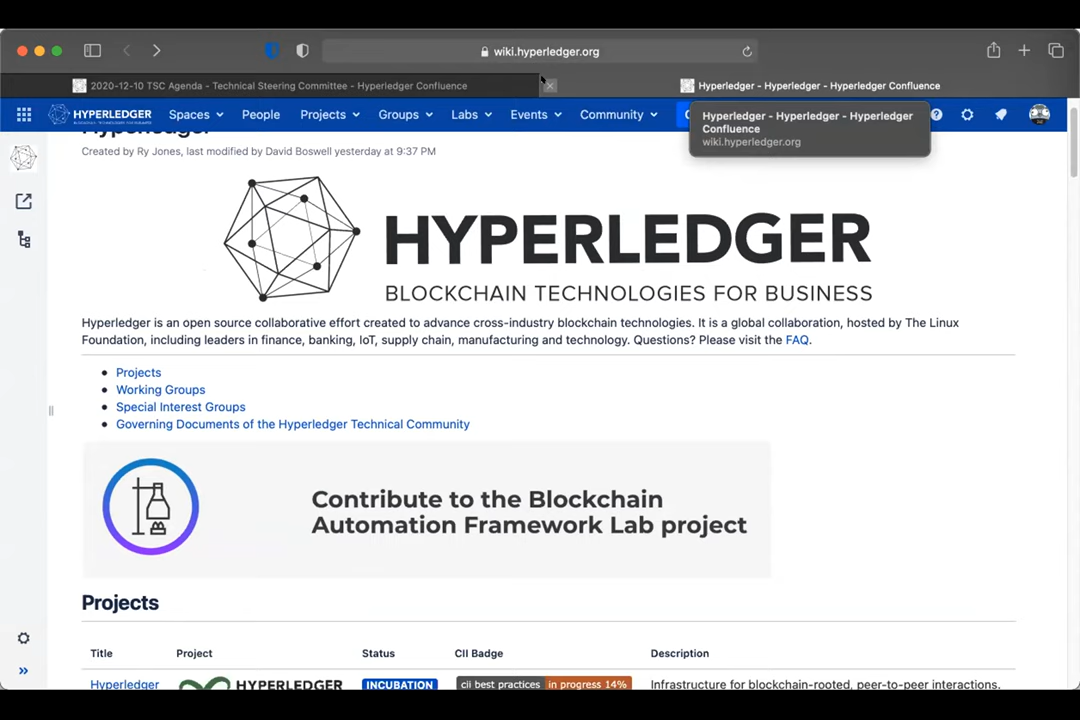 wiki.hyperledger.org
2020-12-10 TSC Agenda - Technical Steering Committee - Hyperledger Confluence
Hyperledger - Hyperledger - Hyperledger Confluence
HYPERLEDGER Spaces People Projects Groups Labs Events Community
Hyperledger - Hyperledger - Hyperledger
Confluence
wiki.hyperledger.org
Hyperledger
Created by Ry Jones, last modified by David Boswell yesterday at 9:37 PM
HYPERLEDGER
BLOCKCHAIN TECHNOLOGIES FOR BUSINESS
Hyperledger is an open source collaborative effort created to advance cross-industry blockchain technologies. It is a global collaboration, hosted by The Linux
Foundation, including leaders in finance, banking, IoT, supply chain, manufacturing and technology. Questions? Please visit the FAQ.
Projects
Working Groups
Special Interest Groups
Governing Documents of the Hyperledger Technical Community
Contribute to the Blockchain
Automation Framework Lab project
Projects
Title Project Status CII Badge Description
Hyperledger HYPERLEDGER INCUBATION cii best practices in progress 14% Infrastructure for blockchain-rooted, peer-to-peer interactions.